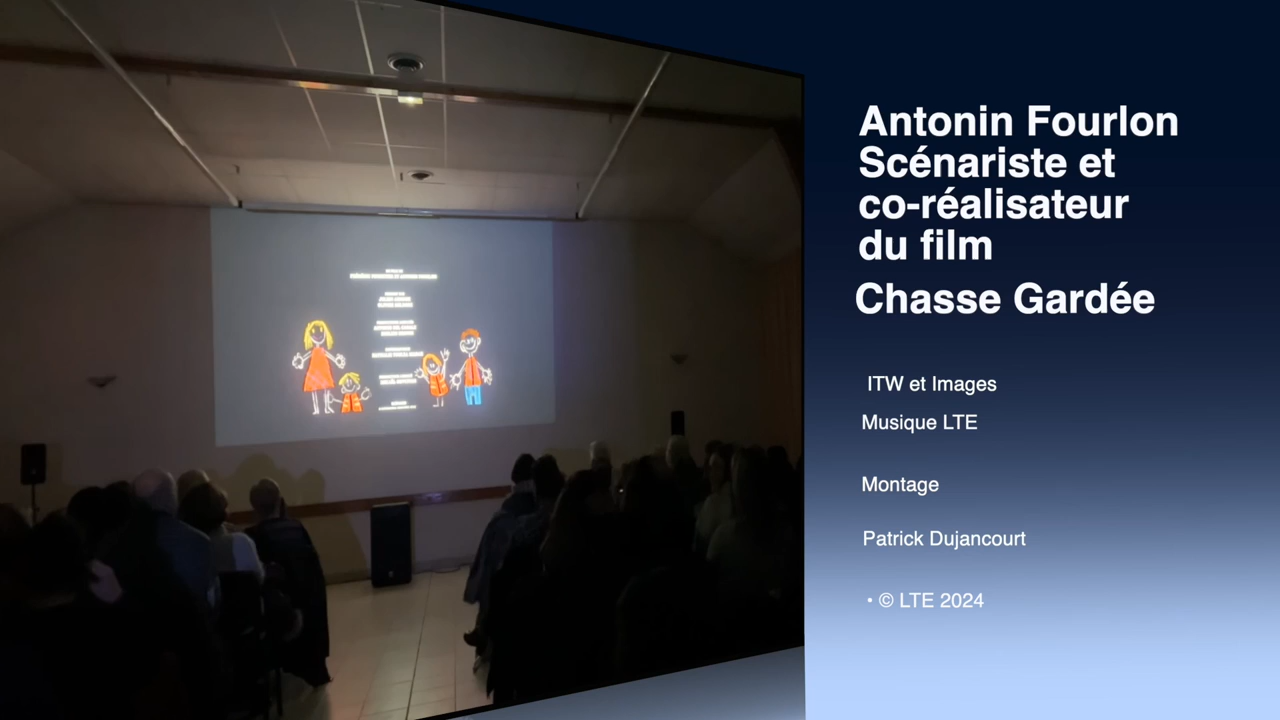 Antonin Fourlon
Scénariste et
co-réalisateur
du film
Chasse Gardée
ITW et Images
Musique LTE
Montage
Patrick Dujancourt
· © LTE 2024